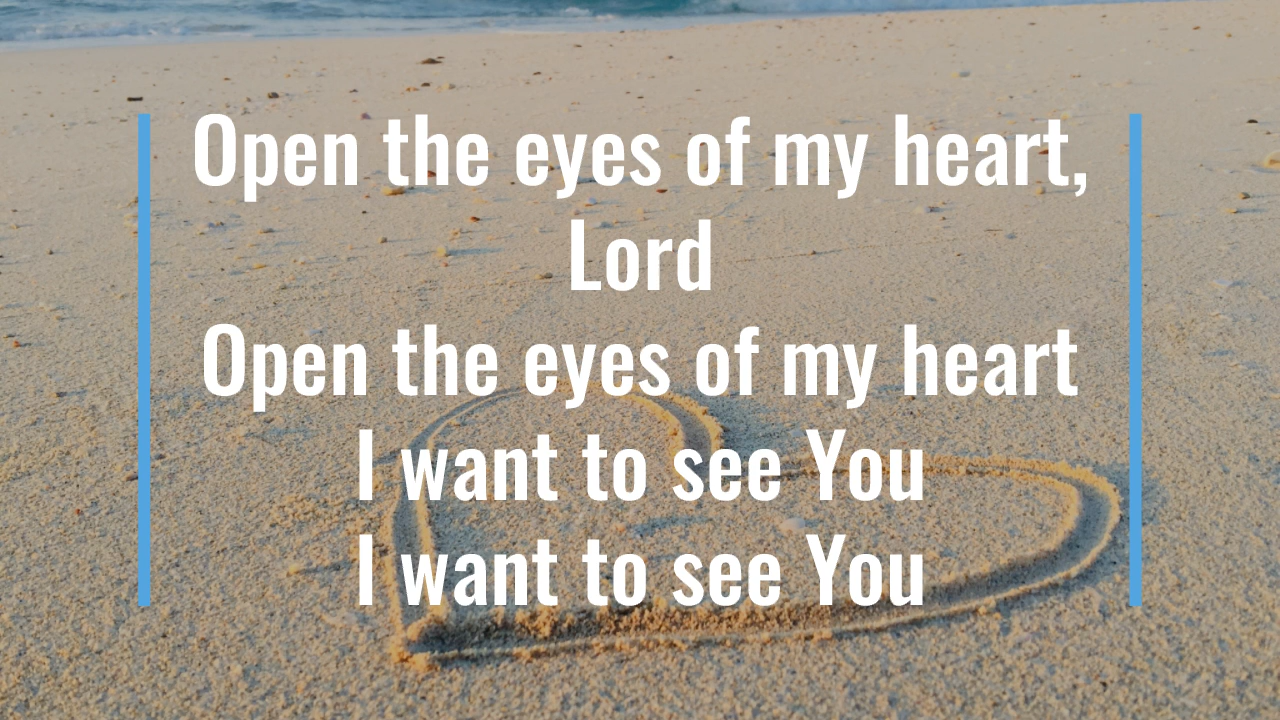 Open the eyes of my heart,
Lord
Open the eyes of my heart
I want to see You
I want to see You